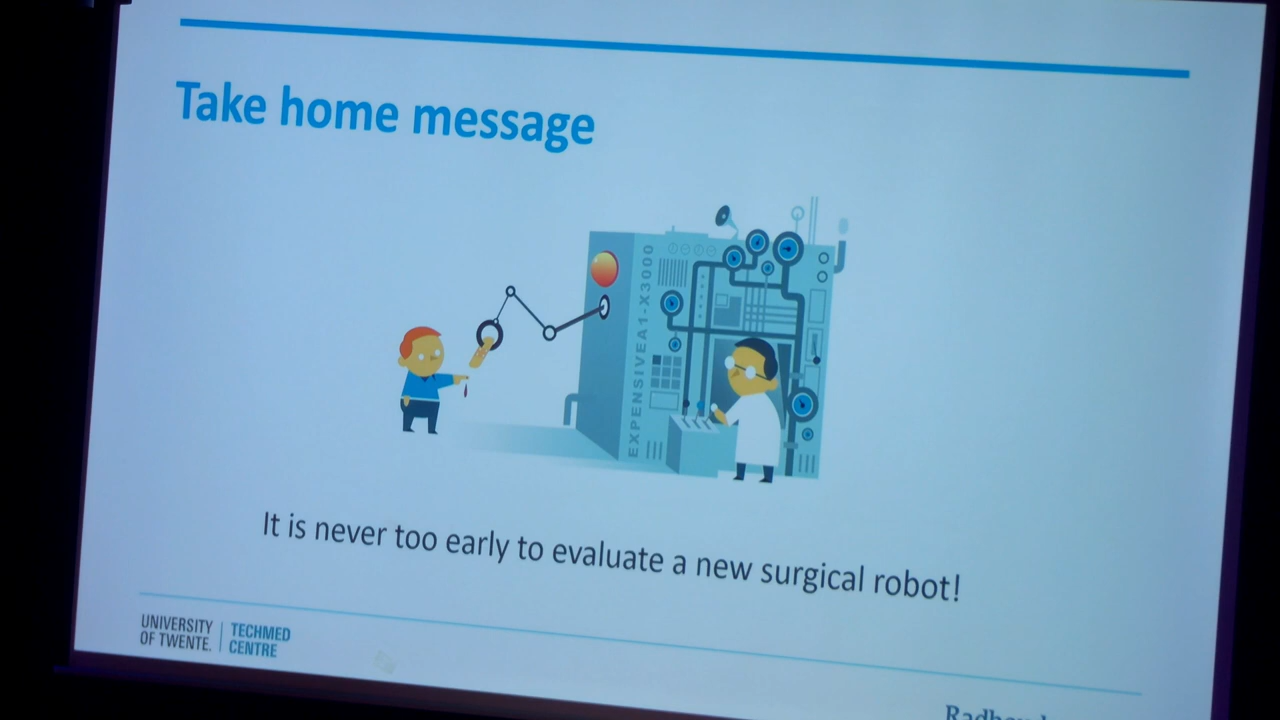 Take home message
EXPENSIVEA1-X3000
It is never too early to evaluate a new surgical robot!
UNIVERSITY
OF TWENTE.
TECHMED
CENTRE